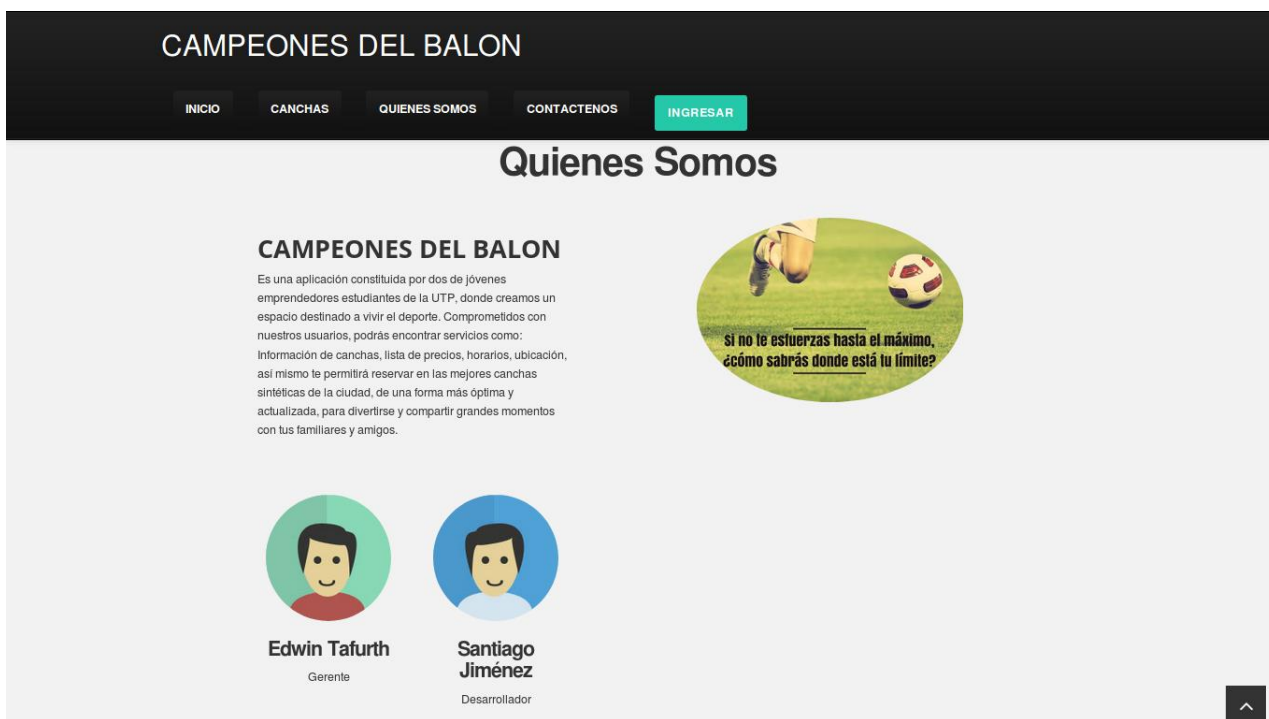 CAMPEONES DEL BALON
INICIO CANCHAS QUIENES SOMOS CONTACTENOS INGRESAR
Quienes Somos
CAMPEONES DEL BALON
Es una aplicación constituida por dos de jóvenes
emprendedores estudiantes de la UTP, donde creamos un
espacio destinado a vivir el deporte. Comprometidos con
nuestros usuarios, podrás encontrar servicios como:
Información de canchas, lista de precios, horarios, ubicación,
así mismo te permitirá reservar en las mejores canchas
sintéticas de la ciudad, de una forma más óptima y
actualizada, para divertirse y compartir grandes momentos
con tus familiares y amigos.
Si no te esfuerzas hasta el máximo,
¿cómo sabrás donde está tu límite?
Edwin Tafurth
Gerente
Santiago
Jiménez
Desarrollador